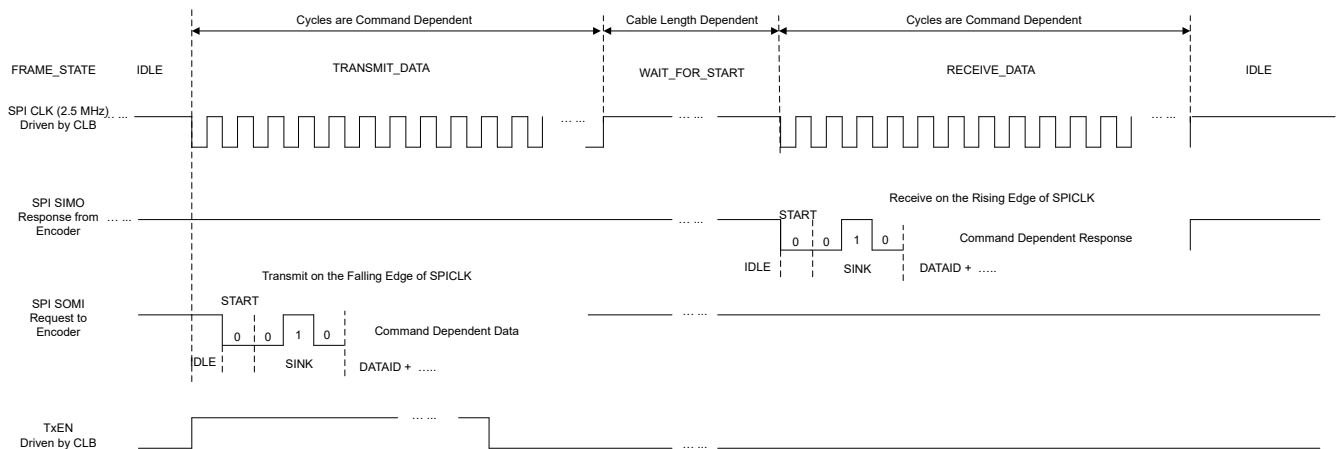 Cycles are Command Dependent
Cable Length Dependent
Cycles are Command Dependent
FRAME_STATE
IDLE
TRANSMIT_DATA
WAIT_FOR_START
RECEIVE_DATA
IDLE
SPI CLK (2.5 MHz)
Driven by CLB
... ...
... ...
... ...
... ...
SPI SIMO
Response from
Encoder
... ...
... ...
Receive on the Rising Edge of SPICLK
START
0 0 1 0
Command Dependent Response
IDLE
SINK
DATAID + .....
Transmit on the Falling Edge of SPICLK
SPI SOMI
Request to
Encoder
START
0 0 1 0
Command Dependent Data
... ...
IDLE
SINK
DATAID + .....
TxEN
Driven by CLB
... ...
... ...